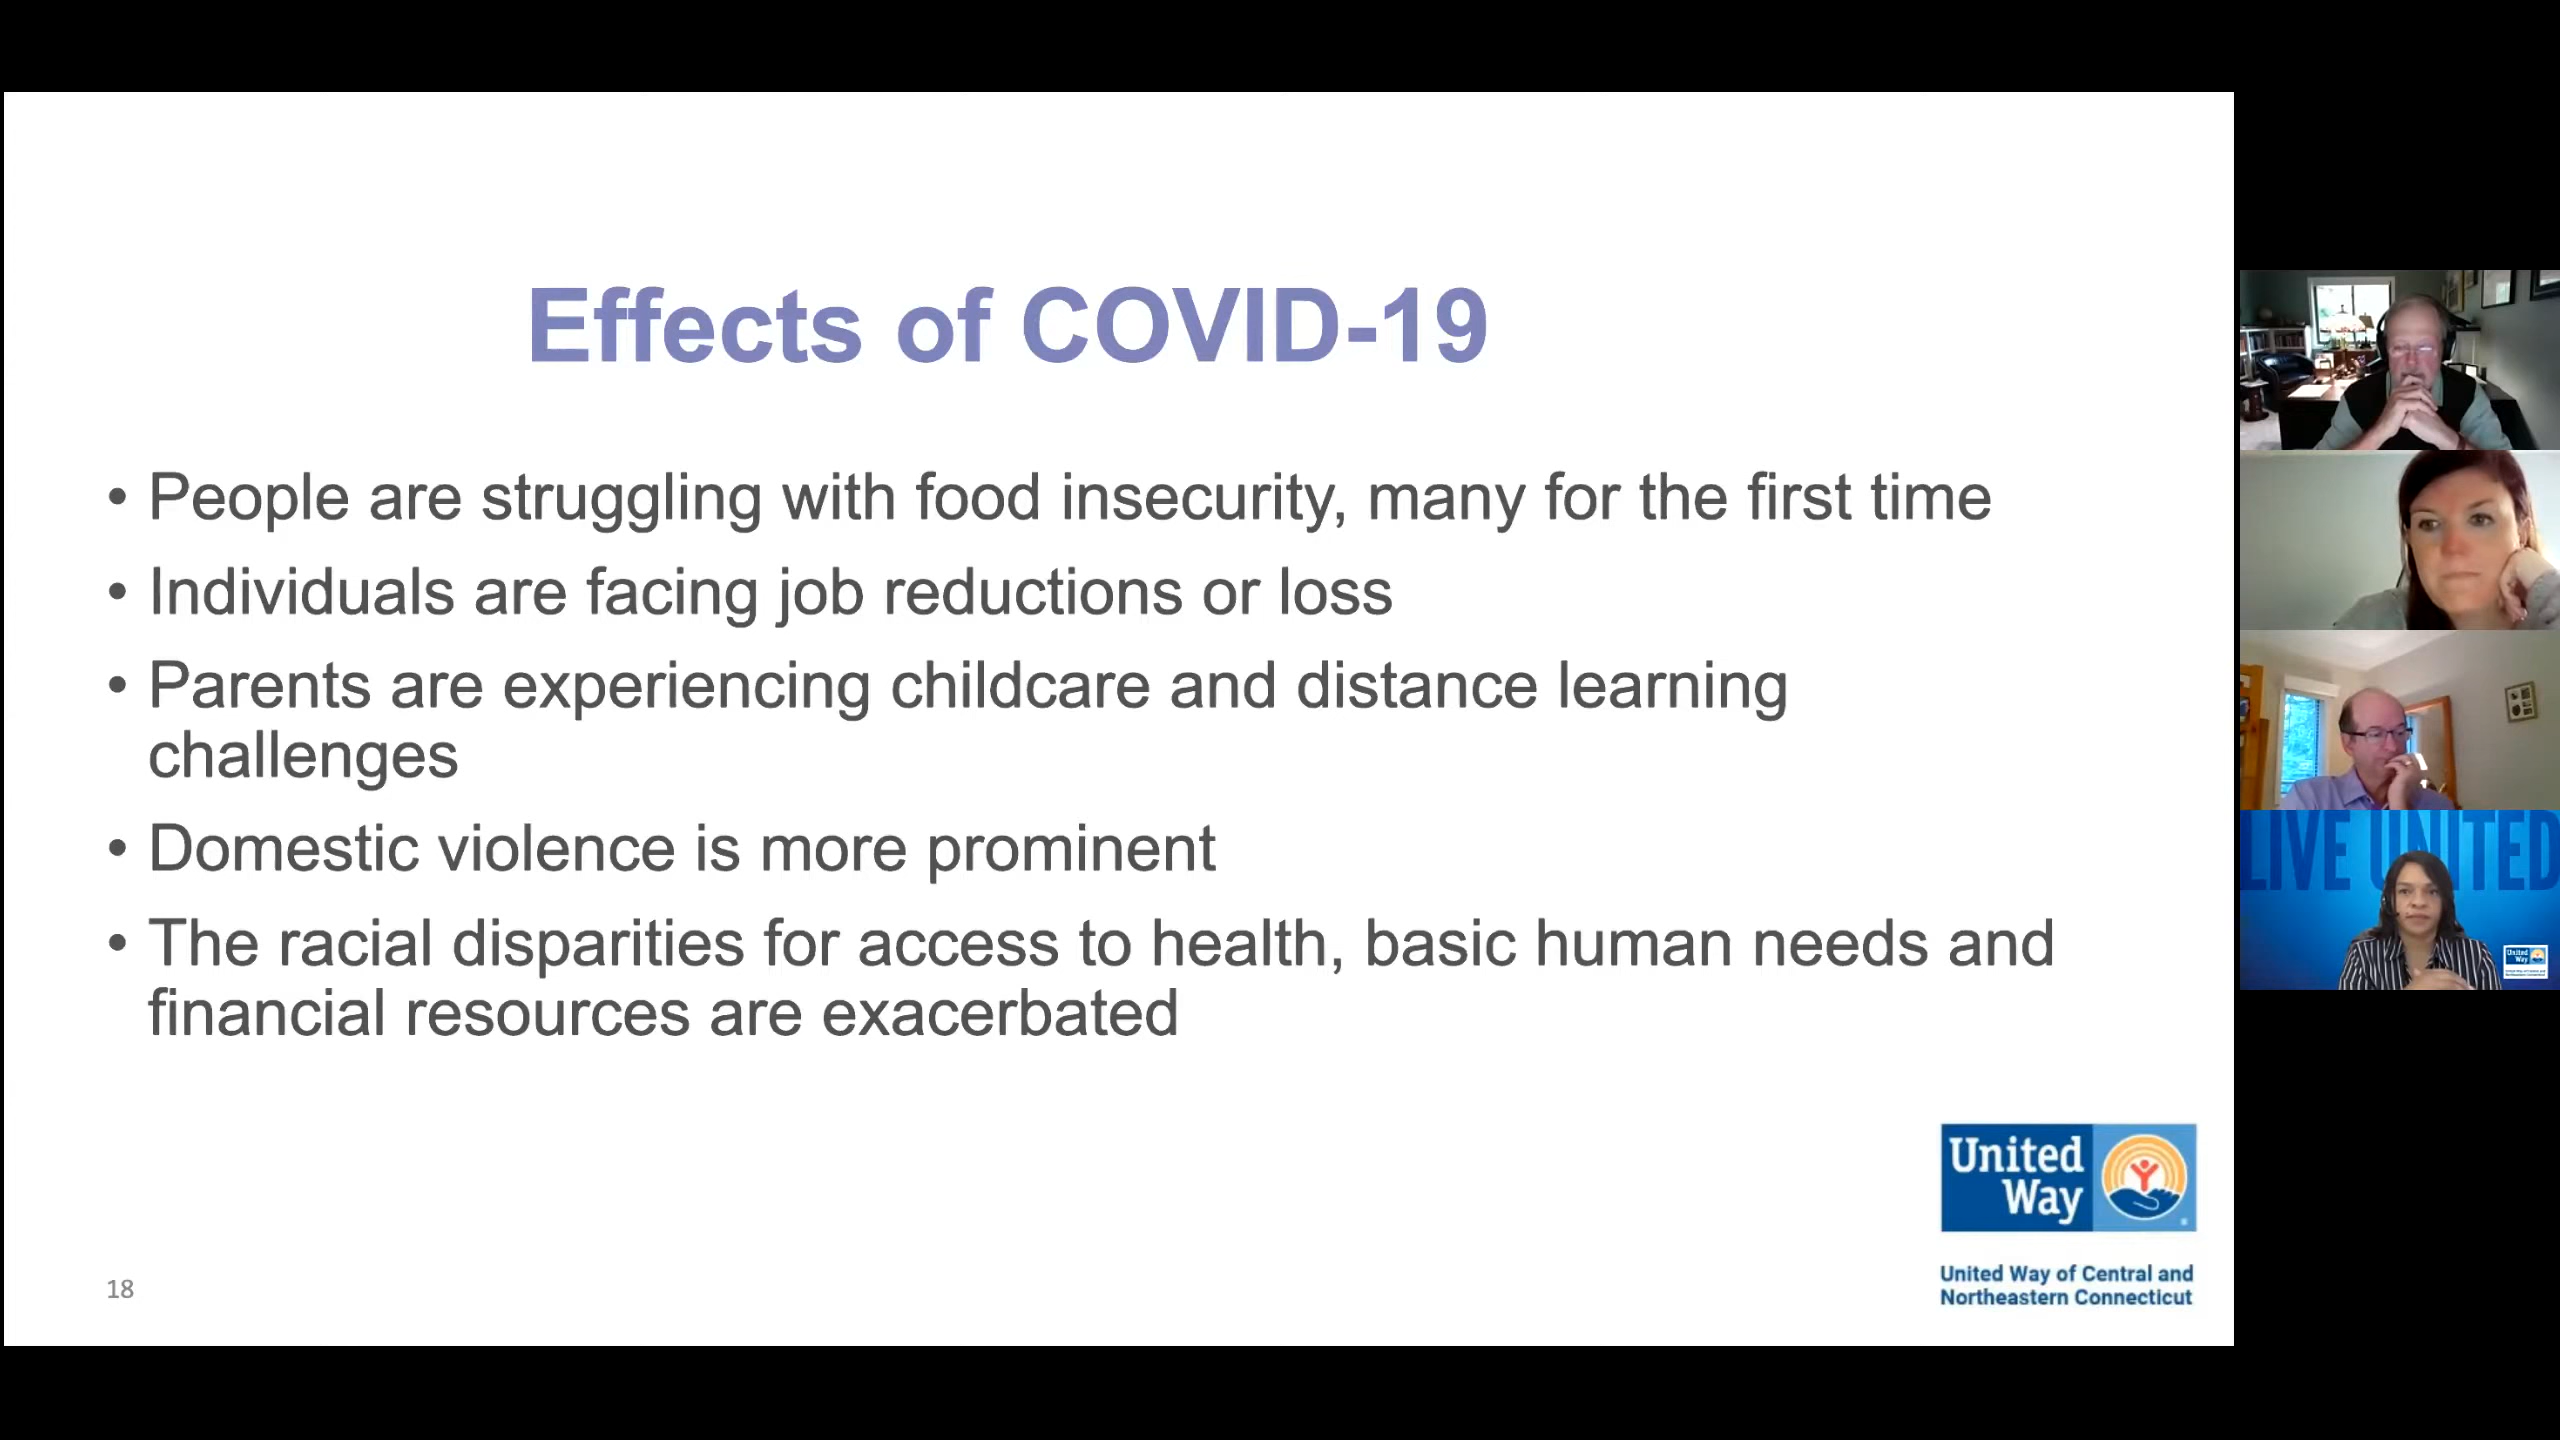 Effects of COVID-19
• People are struggling with food insecurity, many for the first time
• Individuals are facing job reductions or loss
• Parents are experiencing childcare and distance learning
challenges
• Domestic violence is more prominent
• The racial disparities for access to health, basic human needs and
financial resources are exacerbated
United
Way
United Way of Central and
Northeastern Connecticut
18
LIVE UNITED
United
Way